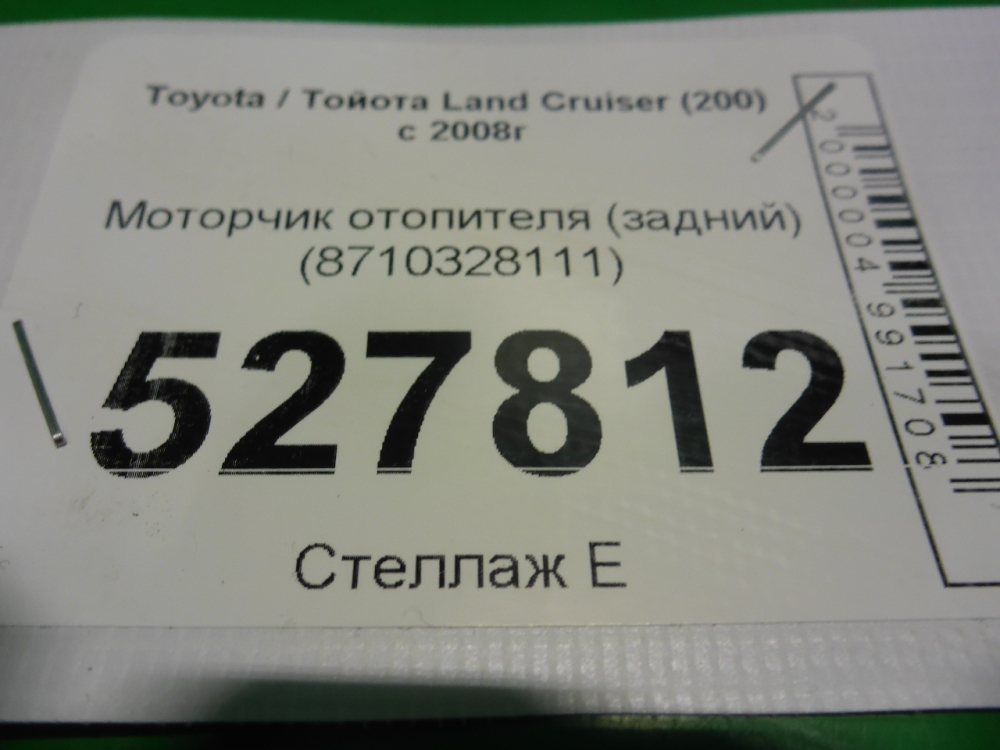 Toyota / Тойота Land Cruiser (200)
с 2008г
Моторчик отопителя (задний)
(8710328111)
527812
Стеллаж Е
2000004991708